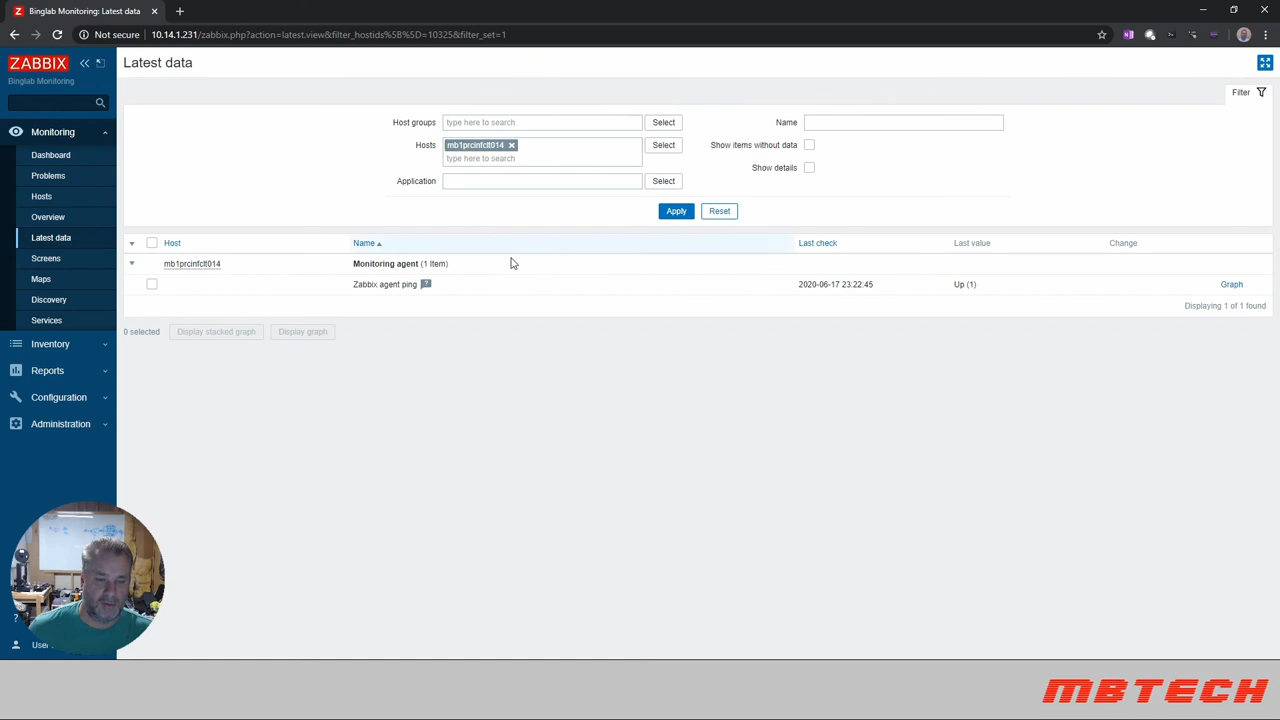 Binglab Monitoring: Latest data
Not secure
10.14.1.231/zabbix.php?action=latest.view&filter_hostids%5B%5D=10325&filter_set=1
ZABBIX
Binglab Monitoring
Monitoring
Dashboard
Problems
Hosts
Overview
Latest data
Screens
Maps
Discovery
Services
Inventory
Reports
Configuration
Administration
?
User
Latest data
Filter
Host groups type here to search Select Name
Hosts mb1prcinfclt014 Select Show items without data
type here to search
Show details
Application Select
Apply Reset
Host Name Last check Last value Change
mb1prcinfclt014 Monitoring agent (1 Item)
Zabbix agent ping ? 2020-06-17 23:22:45 Up (1) Graph
Displaying 1 of 1 found
0 selected Display stacked graph Display graph
MBTECH